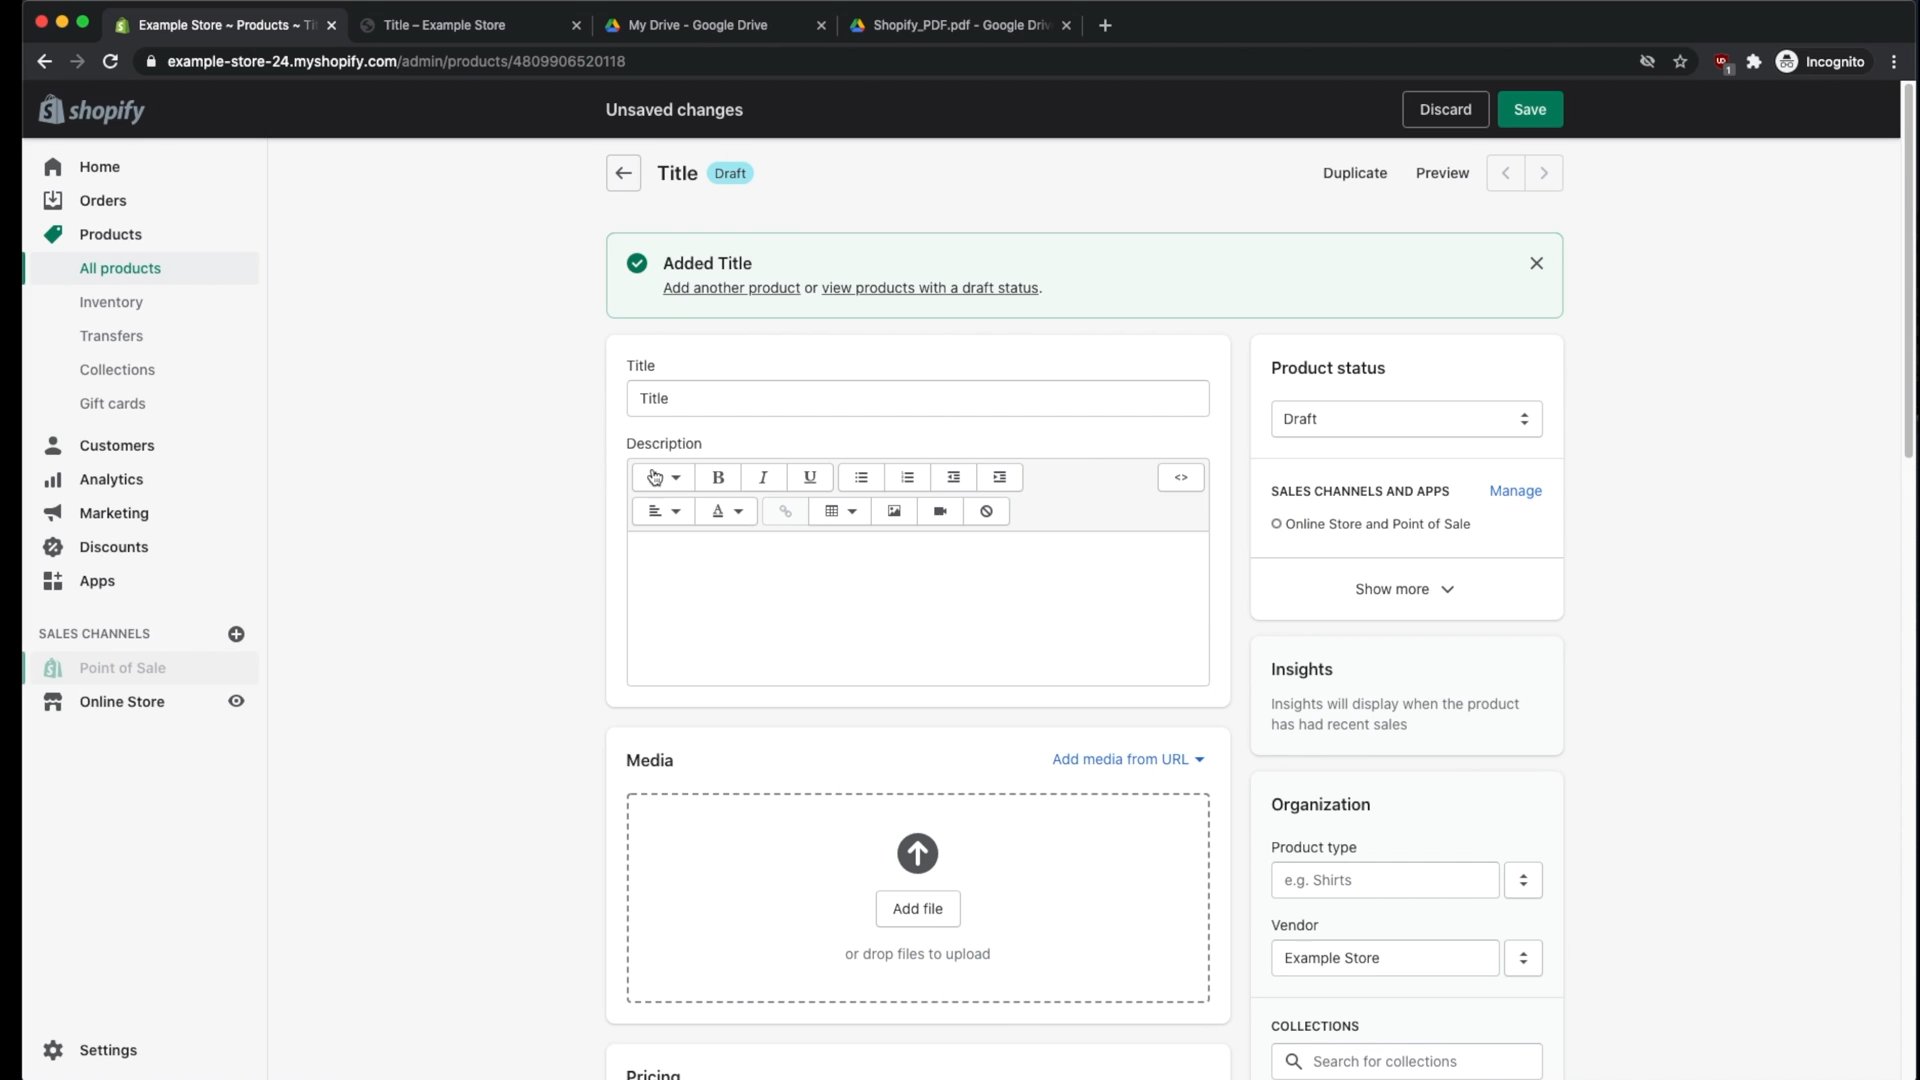 Example Store ~ Products ~ Ti
Title – Example Store
My Drive - Google Drive
Shopify_PDF.pdf - Google Driv
example-store-24.myshopify.com/admin/products/4809906520118
1
Incognito
shopify
Unsaved changes
Discard
Save
Home
Orders
Products
All products
Inventory
Transfers
Collections
Gift cards
Customers
Analytics
Marketing
Discounts
Apps
SALES CHANNELS
Point of Sale
Online Store
Settings
Title Draft
Duplicate
Preview
Added Title
Add another product or view products with a draft status.
Title
Title
Description
B I U
<>
A
Media
Add media from URL
Add file
or drop files to upload
Pricing
Product status
Draft
SALES CHANNELS AND APPS
Manage
Online Store and Point of Sale
Show more
Insights
Insights will display when the product
has had recent sales
Organization
Product type
e.g. Shirts
Vendor
Example Store
COLLECTIONS
Search for collections